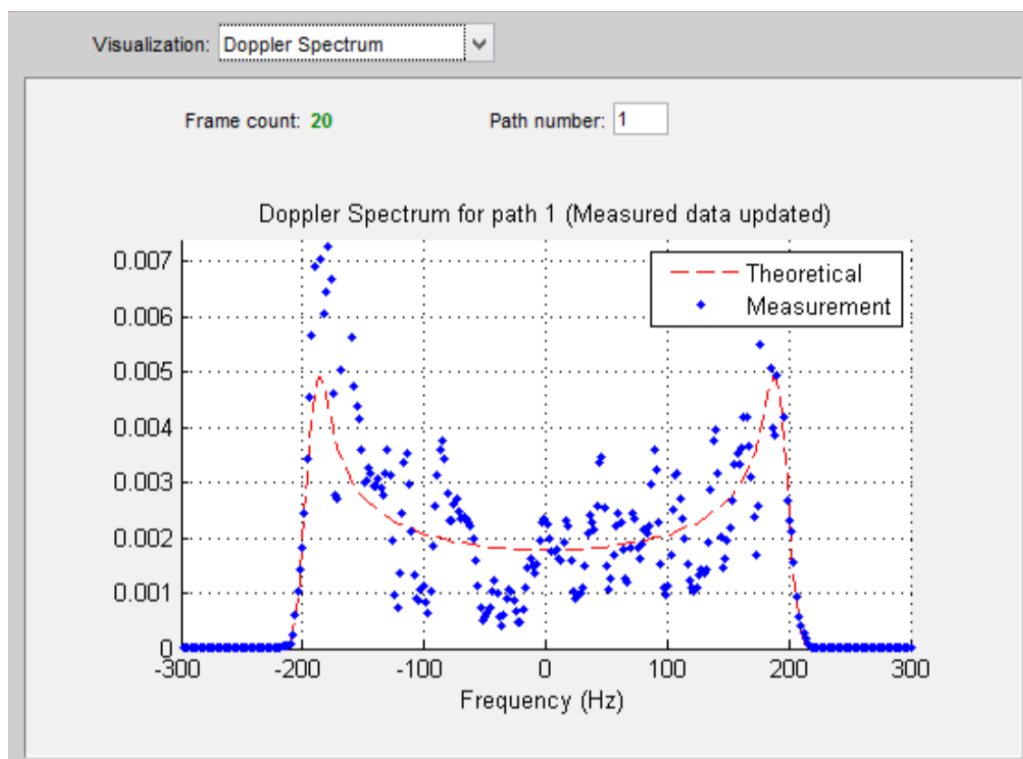 Visualization: Doppler Spectrum
Frame count: 20 Path number: 1
Doppler Spectrum for path 1 (Measured data updated)
0.007
0.006
0.005
0.004
0.003
0.002
0.001
0
Theoretical
Measurement
-300 -200 -100 0 100 200 300
Frequency (Hz)